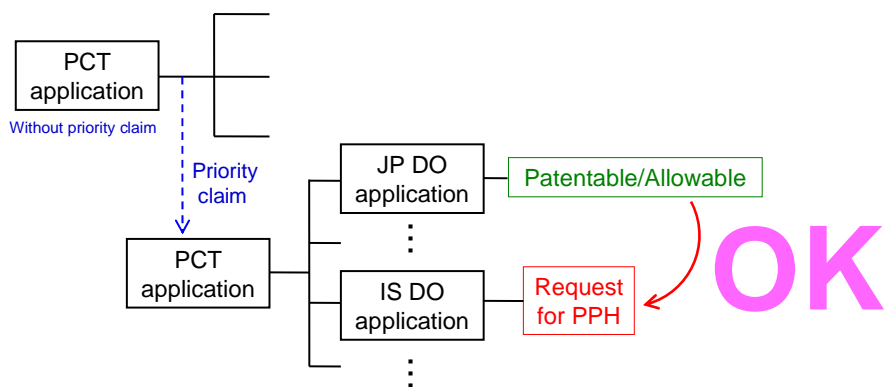 PCT
application
Without priority claim
Priority
claim
PCT
application
JP DO
application
Patentable/Allowable
IS DO
application
Request
for PPH
OK